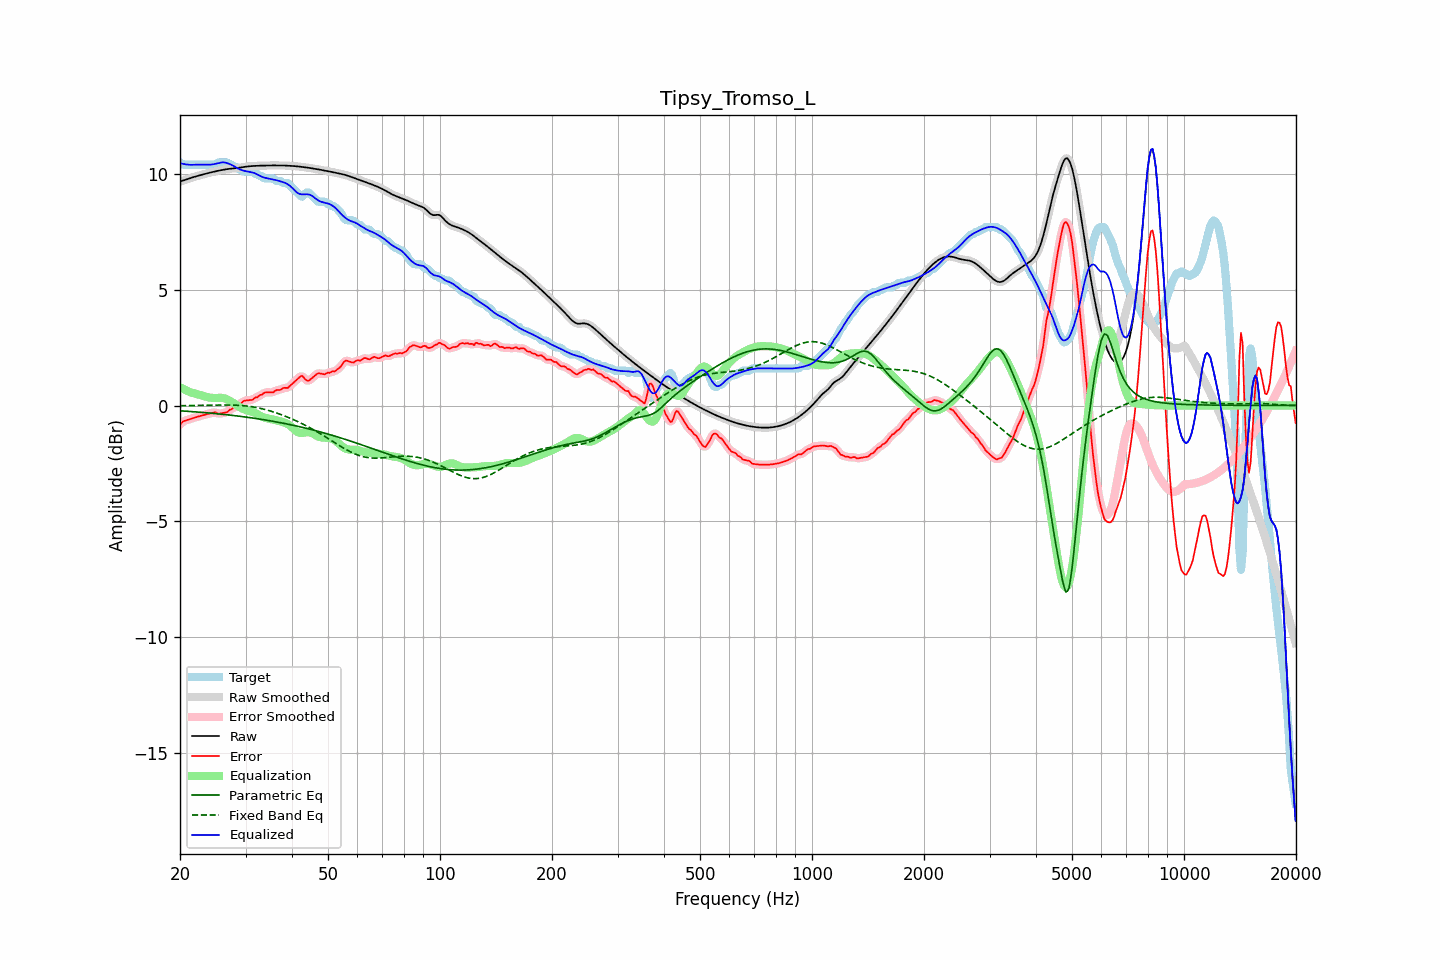 Tipsy_Tromso_L
Amplitude (dBr)
10
5
0
−5
−10
−15
Target
Raw Smoothed
Error Smoothed
Raw
Error
Equalization
Parametric Eq
Fixed Band Eq
Equalized
20 50 100 200 500 1000 2000 5000 10000 20000
Frequency (Hz)